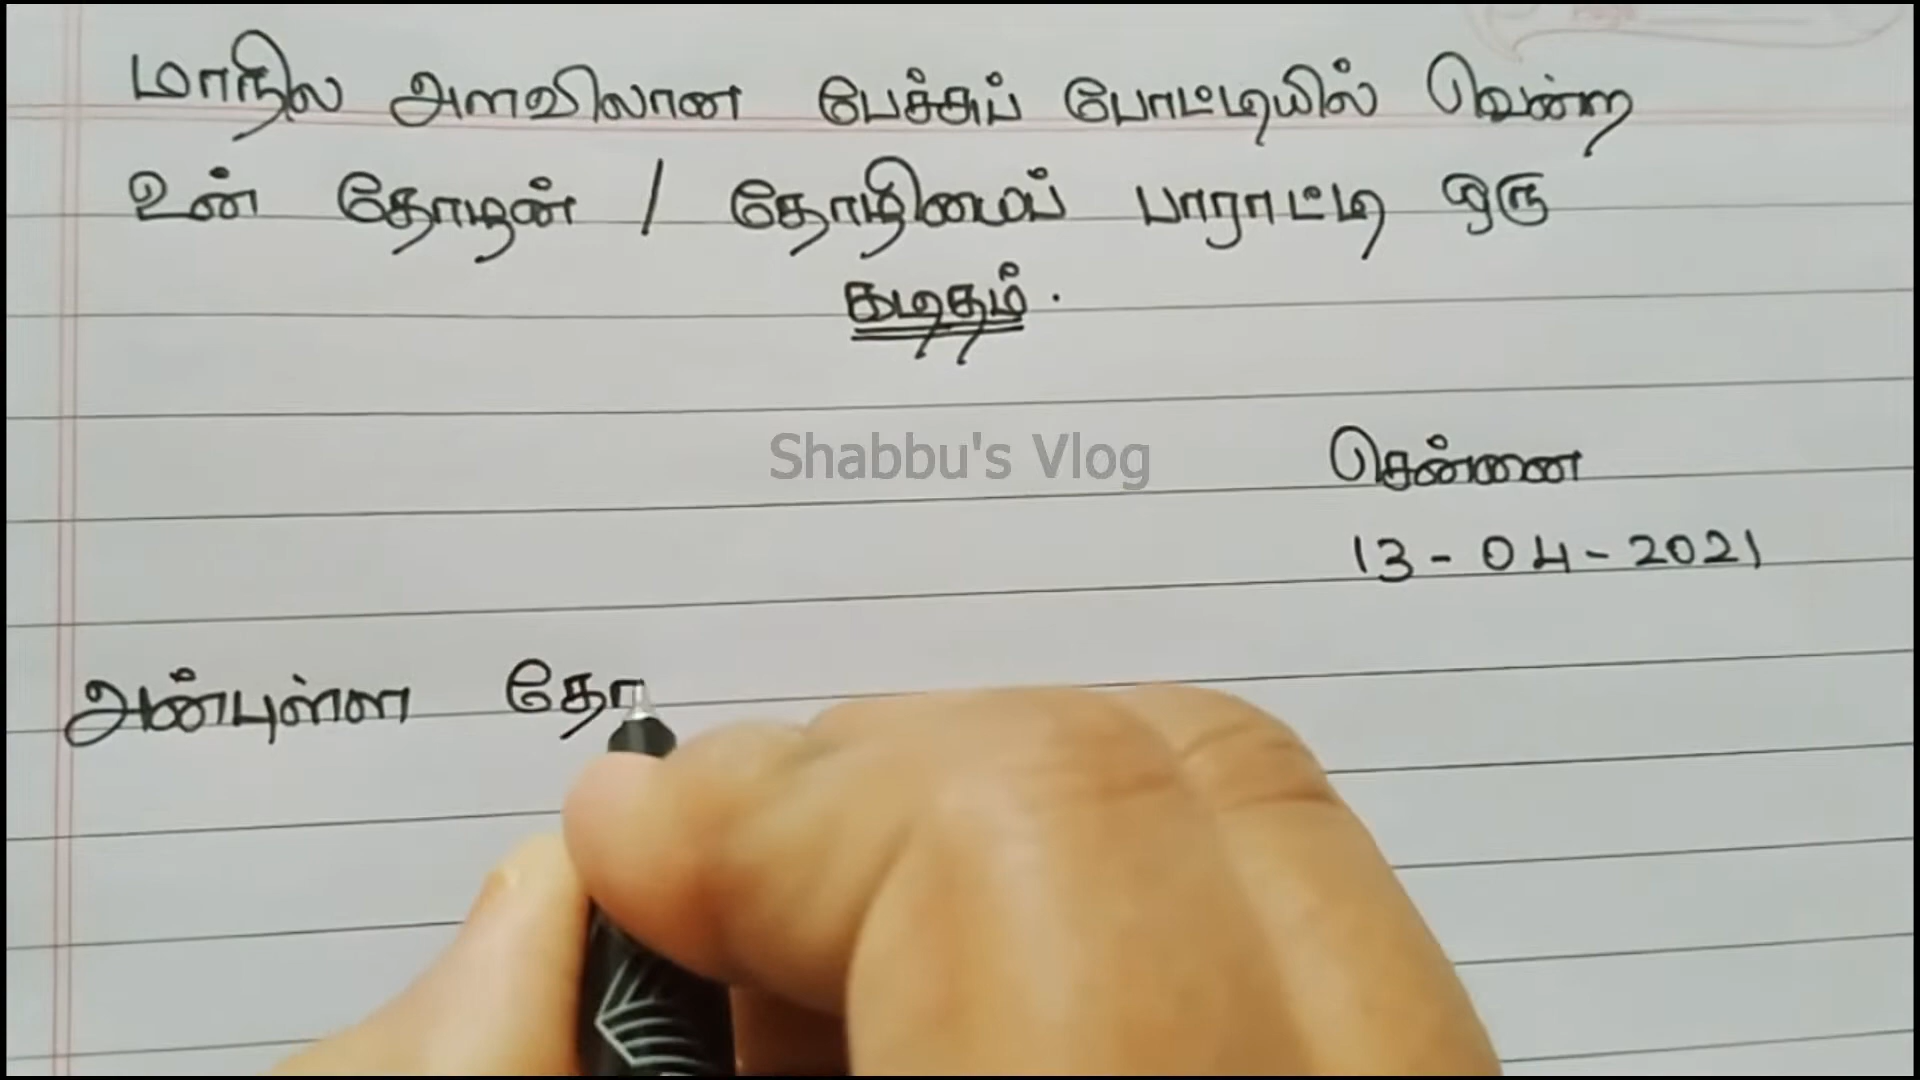 மாநில அளவிலான பேச்சுப் போட்டியில் வென்ற
உன் தோழன் / தோழிமைப் பாராட்டி ஒரு
கடிதம்.
Shabbu's Vlog
சென்னை
13-04-2021
அன்புள்ள தோ